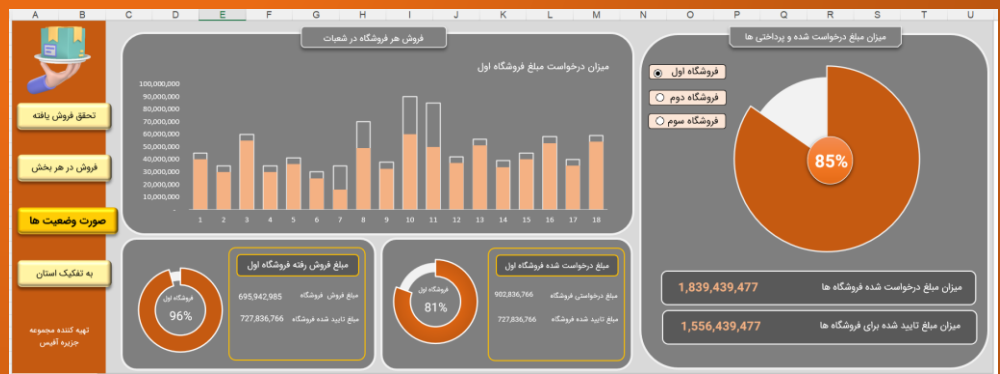 A B C D E F G H I J K L M N O P Q R S T U
میزان مبلغ درخواست شده و پرداختی ها
فروشگاه اول
فروشگاه دوم
فروشگاه سوم
85%
میزان مبلغ درخواست شده فروشگاه ها 1,839,439,477
میزان مبلغ تایید شده برای فروشگاه ها 1,556,439,477
فروش هر فروشگاه در شعبات
میزان درخواست مبلغ فروشگاه اول
100,000,000
90,000,000
80,000,000
70,000,000
60,000,000
50,000,000
40,000,000
30,000,000
20,000,000
10,000,000
-
1 2 3 4 5 6 7 8 9 10 11 12 13 14 15 16 17 18
مبلغ درخواست شده فروشگاه اول
مبلغ درخواستی فروشگاه 902,836,766
مبلغ تایید شده فروشگاه 727,836,766
فروشگاه اول
81%
مبلغ فروش رفته فروشگاه اول
مبلغ فروش فروشگاه 695,942,985
مبلغ تایید شده فروشگاه 727,836,766
فروشگاه اول
96%
تحقق فروش یافته
فروش در هر بخش
صورت وضعیت ها
به تفکیک استان
تهیه کننده مجموعه
جزیره آفیس